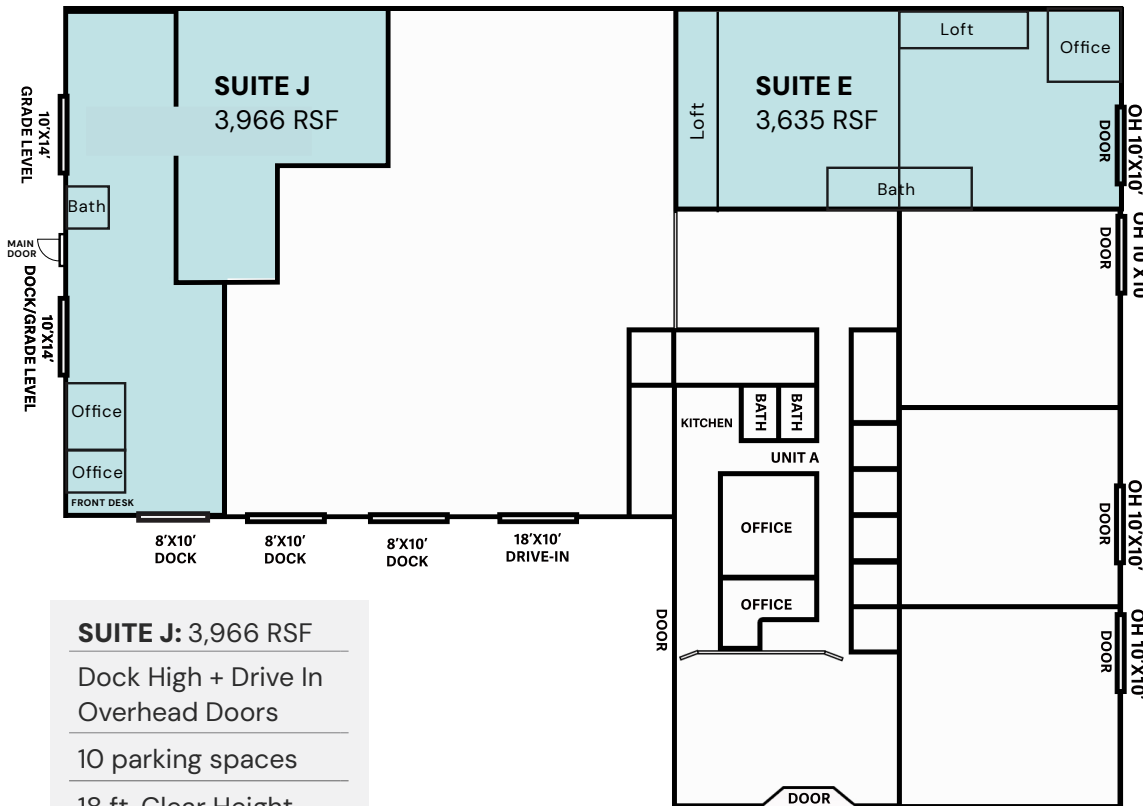 SUITE J
3,966 RSF
SUITE E
3,635 RSF
Loft
Loft
Office
Bath
OH 10'X10'
DOOR
OH 10'X10'
DOOR
10'X14'
GRADE LEVEL
Bath
MAIN
DOOR
10'X14'
DOCK/GRADE LEVEL
Office
Office
FRONT DESK
8'X10'
DOCK
8'X10'
DOCK
8'X10'
DOCK
18'X10'
DRIVE-IN
KITCHEN
BATH
BATH
UNIT A
OFFICE
OFFICE
DOOR
OH 10'X10'
DOOR
OH 10'X10'
DOOR
DOOR
SUITE J: 3,966 RSF
Dock High + Drive In
Overhead Doors
10 parking spaces
18 ft. Clear Height